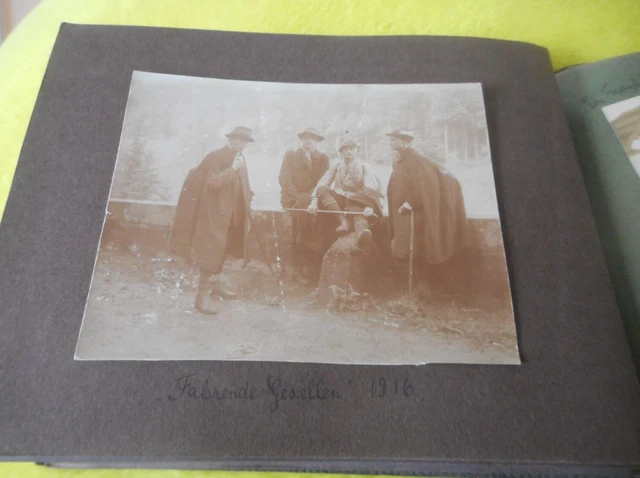 „Fahrende Gesellen" 1916.